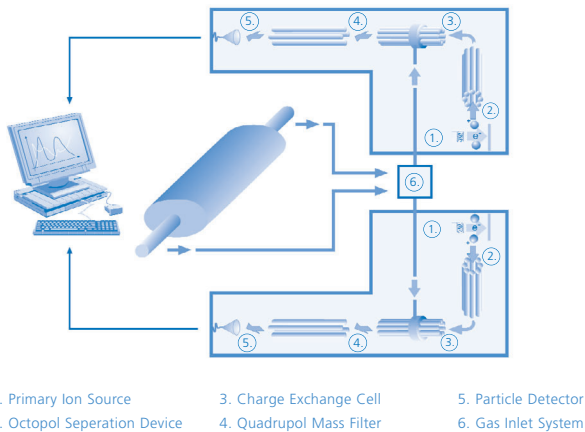 5.
4.
3.
2.
1.
e⁻
6.
1.
e⁻
2.
5.
4.
3.
. Primary Ion Source
3. Charge Exchange Cell
5. Particle Detector
. Octopol Seperation Device
4. Quadrupol Mass Filter
6. Gas Inlet System